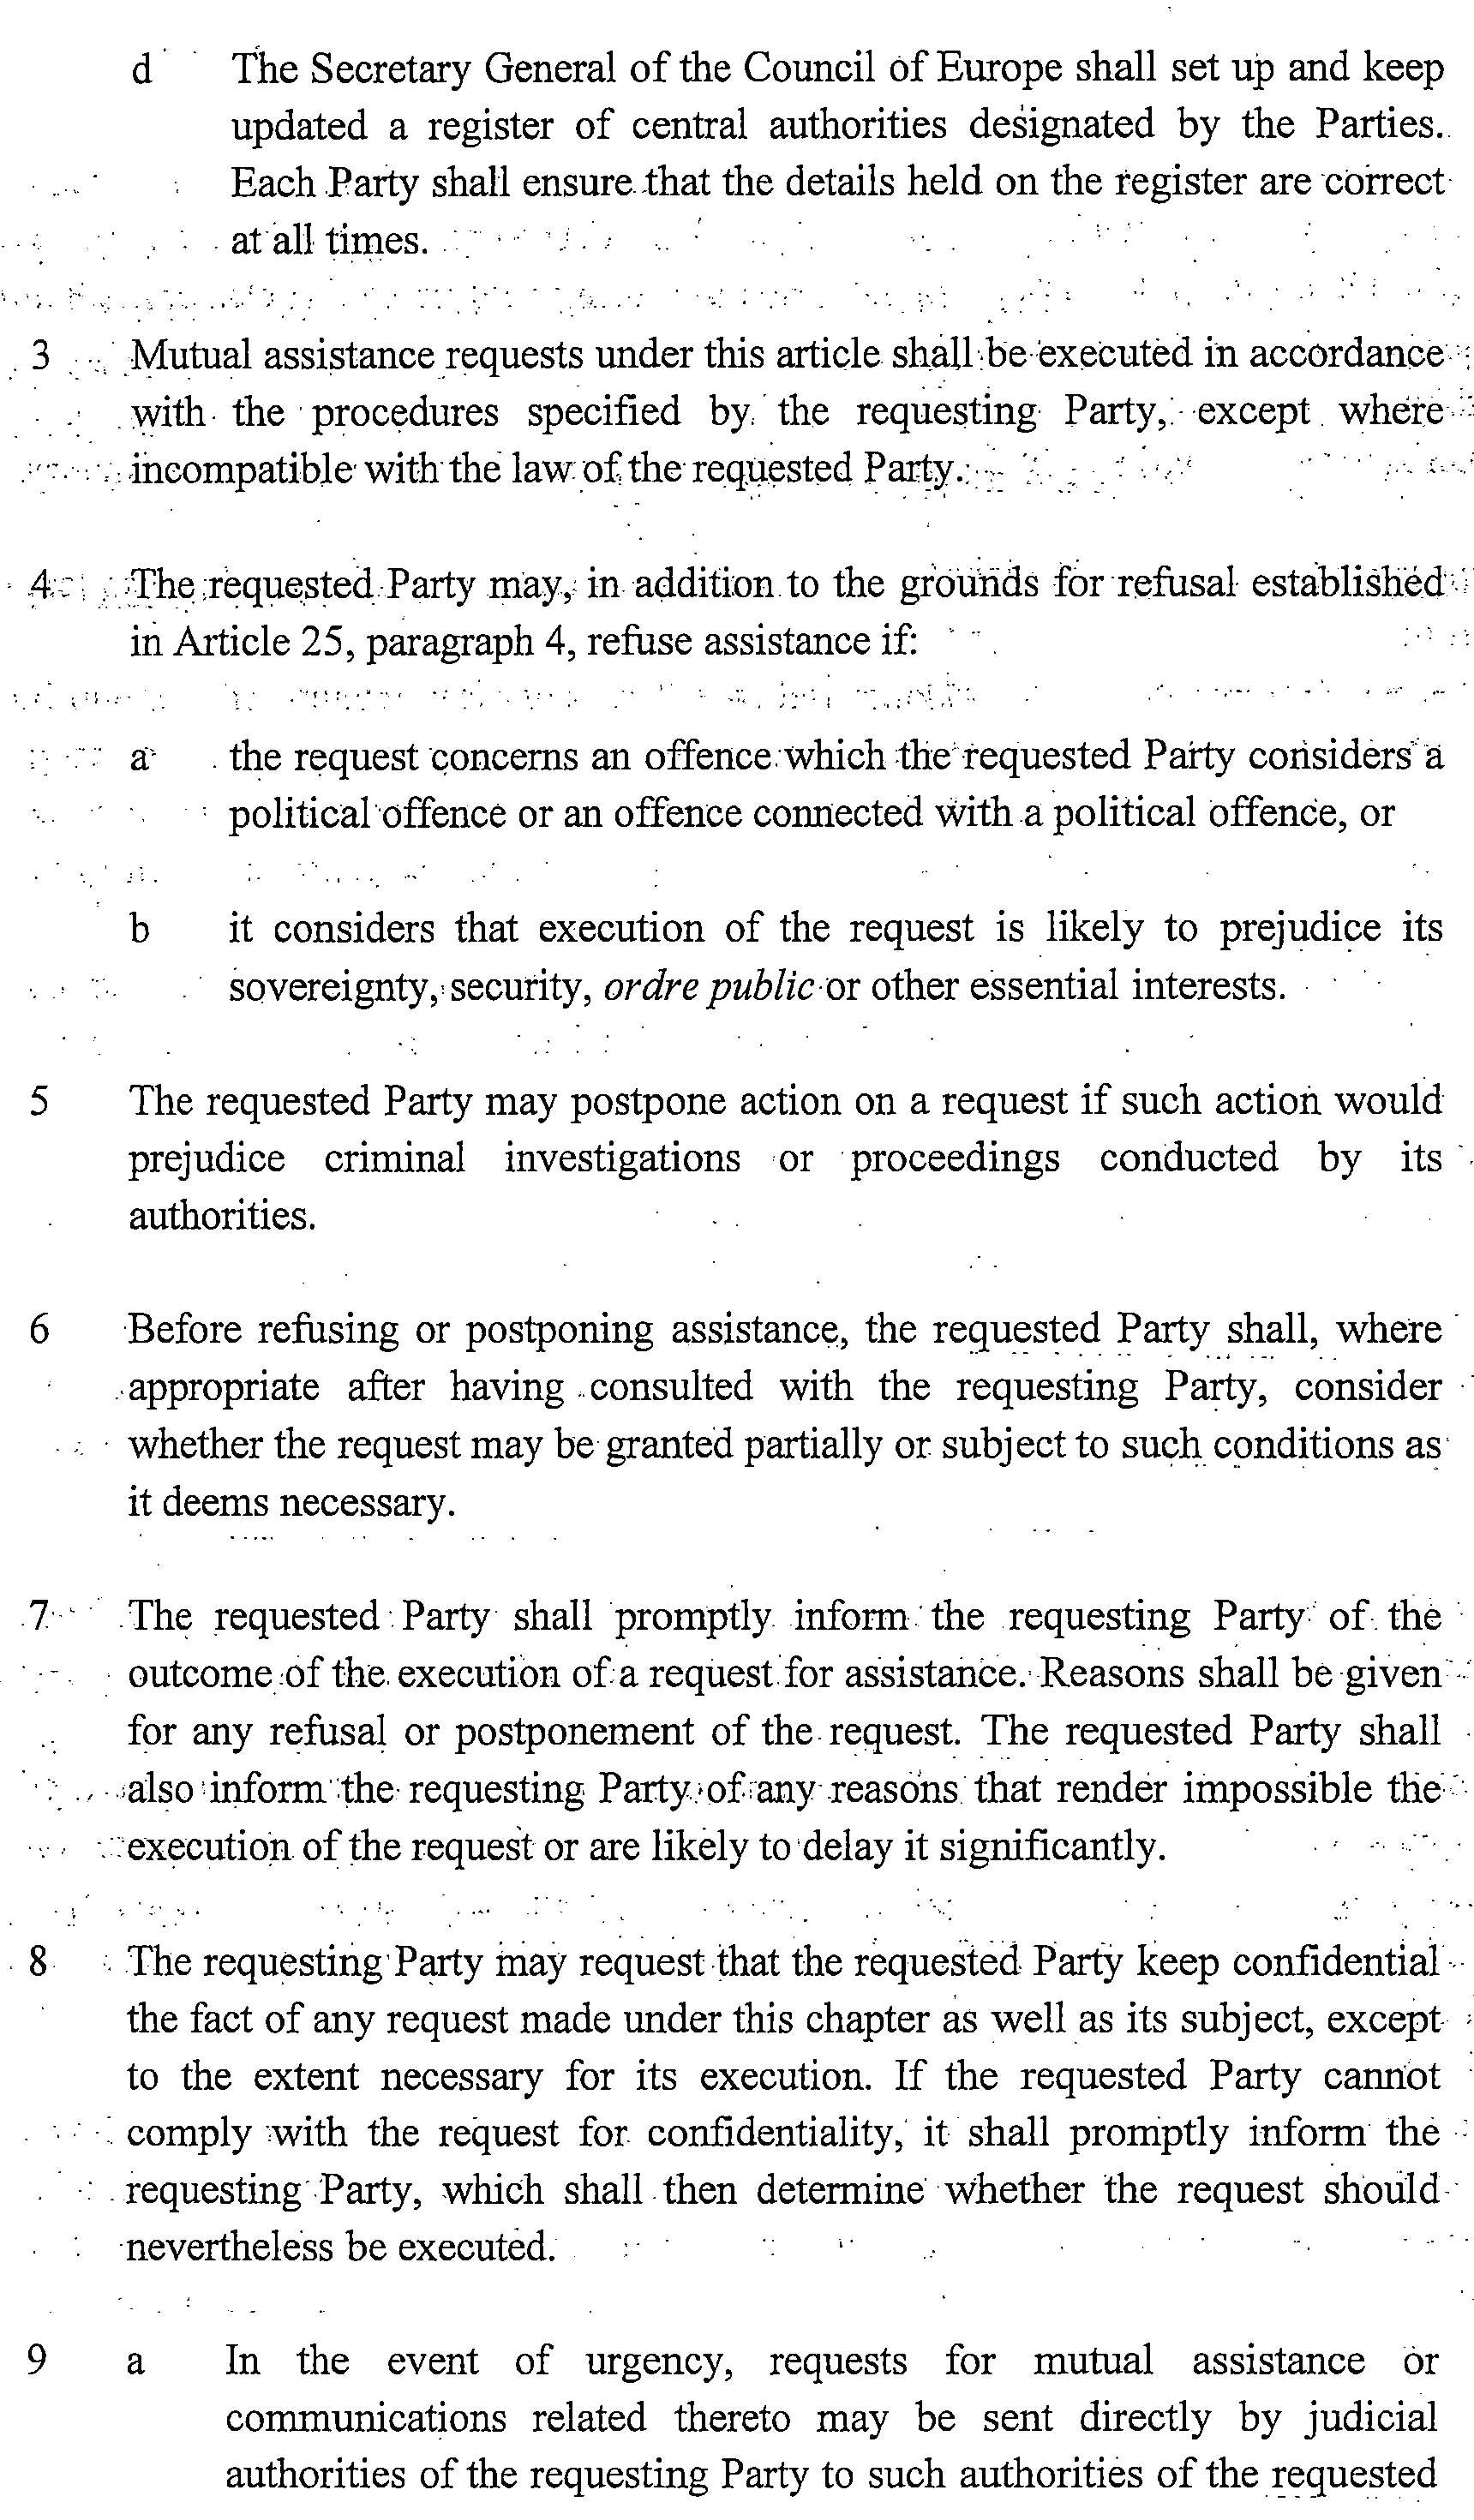 d The Secretary General of the Council of Europe shall set up and keep
updated a register of central authorities designated by the Parties.
Each Party shall ensure that the details held on the register are correct
at all times.
3 Mutual assistance requests under this article shall be executed in accordance
with the procedures specified by the requesting Party, except where
incompatible with the law of the requested Party.
4 The requested Party may, in addition to the grounds for refusal established
in Article 25, paragraph 4, refuse assistance if:
a the request concerns an offence which the requested Party considers a
political offence or an offence connected with a political offence, or
b it considers that execution of the request is likely to prejudice its
sovereignty, security, ordre public or other essential interests.
5 The requested Party may postpone action on a request if such action would
prejudice criminal investigations or proceedings conducted by its
authorities.
6 Before refusing or postponing assistance, the requested Party shall, where
appropriate after having consulted with the requesting Party, consider
whether the request may be granted partially or subject to such conditions as
it deems necessary.
7 The requested Party shall promptly inform the requesting Party of the
outcome of the execution of a request for assistance. Reasons shall be given
for any refusal or postponement of the request. The requested Party shall
also inform the requesting Party of any reasons that render impossible the
execution of the request or are likely to delay it significantly.
8 The requesting Party may request that the requested Party keep confidential
the fact of any request made under this chapter as well as its subject, except
to the extent necessary for its execution. If the requested Party cannot
comply with the request for confidentiality, it shall promptly inform the
requesting Party, which shall then determine whether the request should
nevertheless be executed.
9 a In the event of urgency, requests for mutual assistance or
communications related thereto may be sent directly by judicial
authorities of the requesting Party to such authorities of the requested